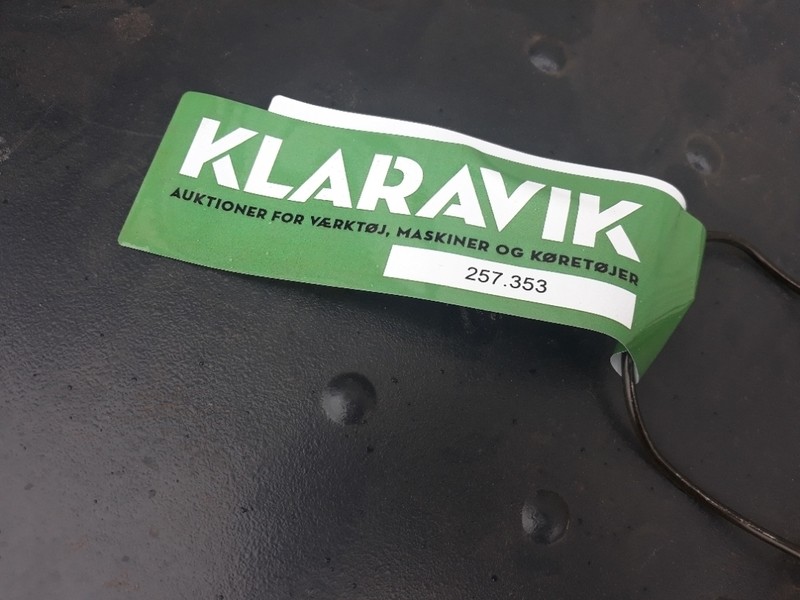 KLARAVIK
AUKTIONER FOR VÆRKTØJ, MASKINER OG KØRETØJER
257.353